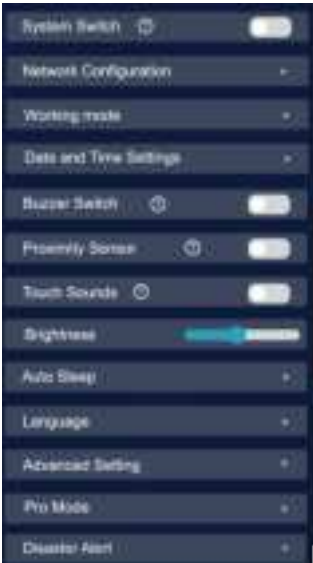 System Switch
Network Configuration
Working mode
Date and Time Settings
Buzzer Switch
Proximity Sensor
Touch Sounds
Brightness
Auto Sleep
Language
Advanced Setting
Pro Mode
Disaster Alert